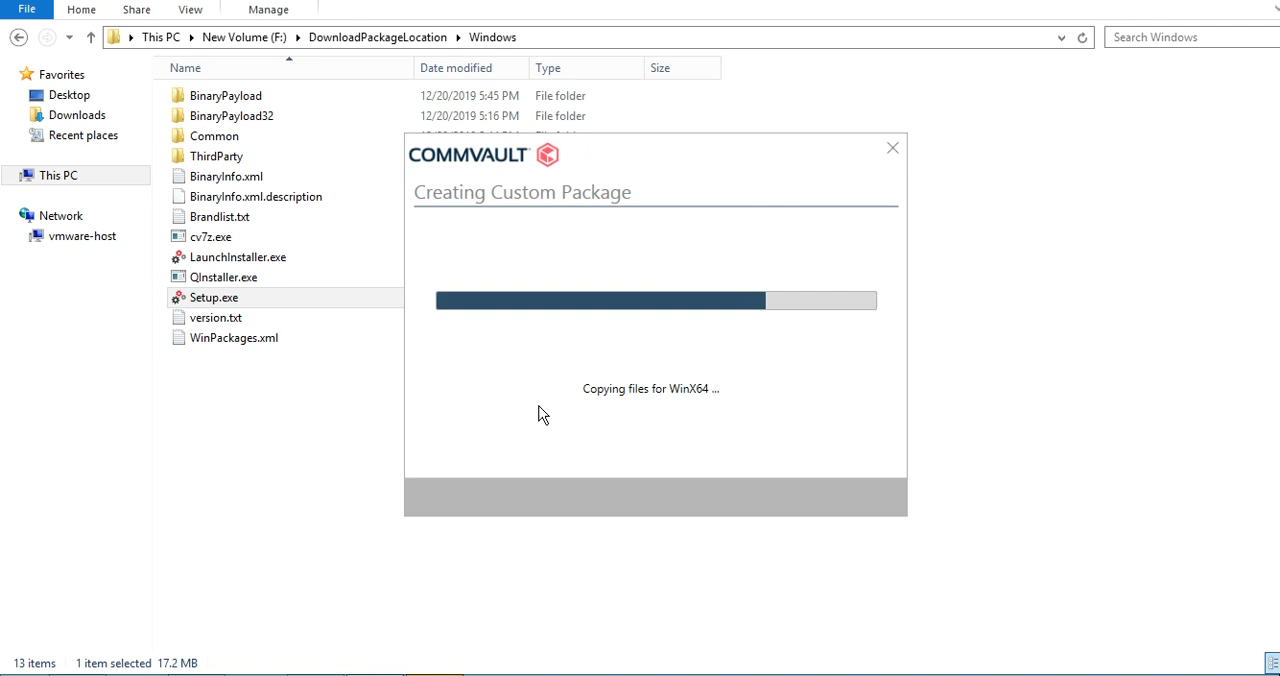 File Home Share View Manage
This PC New Volume (F:) DownloadPackageLocation Windows
Search Windows
Name Date modified Type Size
Favorites
Desktop
Downloads
Recent places
This PC
Network
vmware-host
BinaryPayload 12/20/2019 5:45 PM File folder
BinaryPayload32 12/20/2019 5:16 PM File folder
Common
ThirdParty
BinaryInfo.xml
BinaryInfo.xml.description
Brandlist.txt
cv7z.exe
LaunchInstaller.exe
QInstaller.exe
Setup.exe
version.txt
WinPackages.xml
COMMVAULT
Creating Custom Package
Copying files for WinX64 ...
13 items 1 item selected 17.2 MB